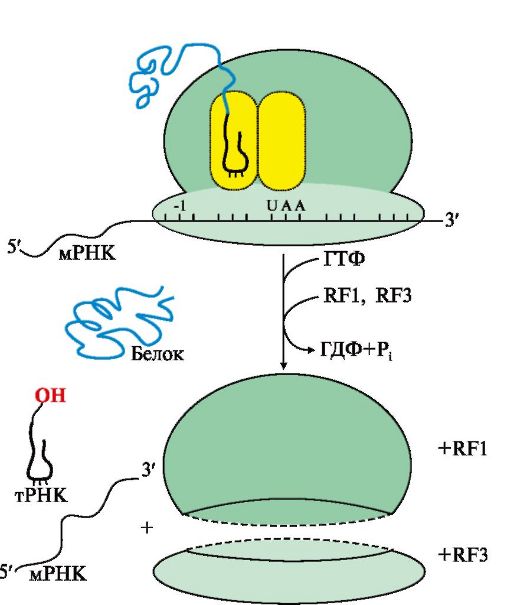 -1 UAA
3'
5' мРНК
ГТФ
RF1, RF3
ГДФ+Pi
Белок
OH
тРНК
+RF1
3'
+
+RF3
5' мРНК